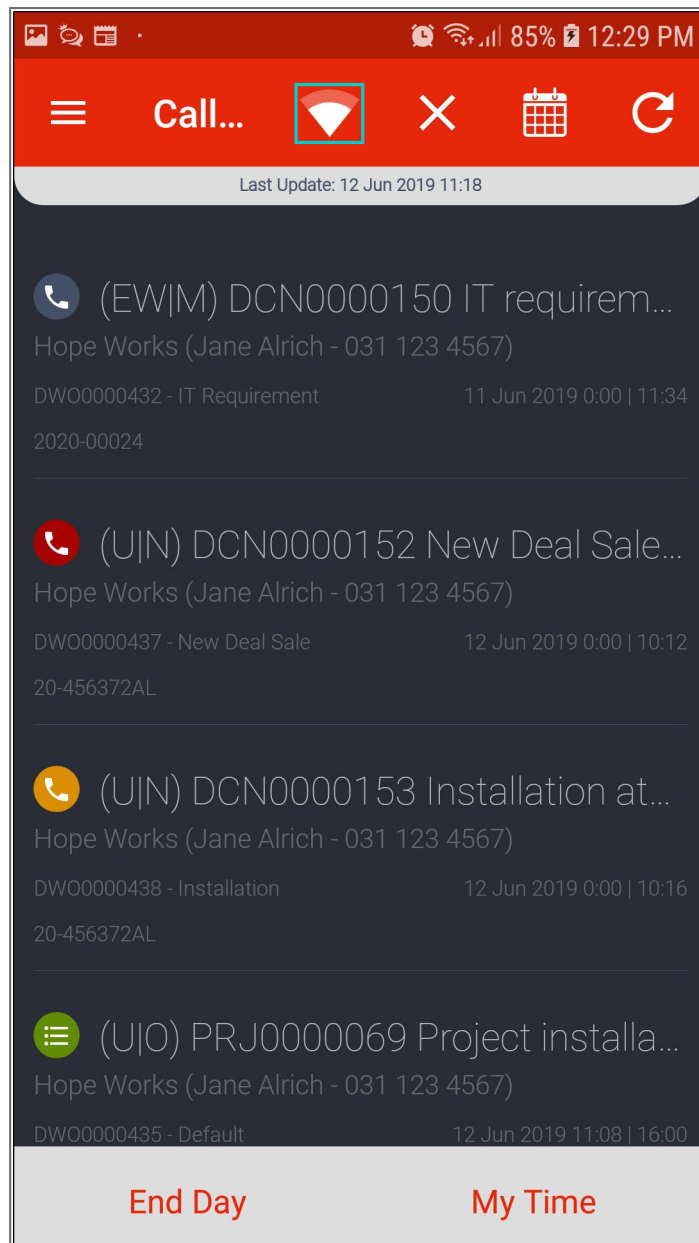 85% 12:29 PM
Call...
Last Update: 12 Jun 2019 11:18
(EW|M) DCN0000150 IT requirem...
Hope Works (Jane Alrich - 031 123 4567)
DWO0000432 - IT Requirement 11 Jun 2019 0:00 | 11:34
2020-00024
(U|N) DCN0000152 New Deal Sale...
Hope Works (Jane Alrich - 031 123 4567)
DWO0000437 - New Deal Sale 12 Jun 2019 0:00 | 10:12
20-456372AL
(U|N) DCN0000153 Installation at...
Hope Works (Jane Alrich - 031 123 4567)
DWO0000438 - Installation 12 Jun 2019 0:00 | 10:16
20-456372AL
(U|O) PRJ0000069 Project installa...
Hope Works (Jane Alrich - 031 123 4567)
DWO0000435 - Default 12 Jun 2019 11:08 | 16:00
End Day My Time